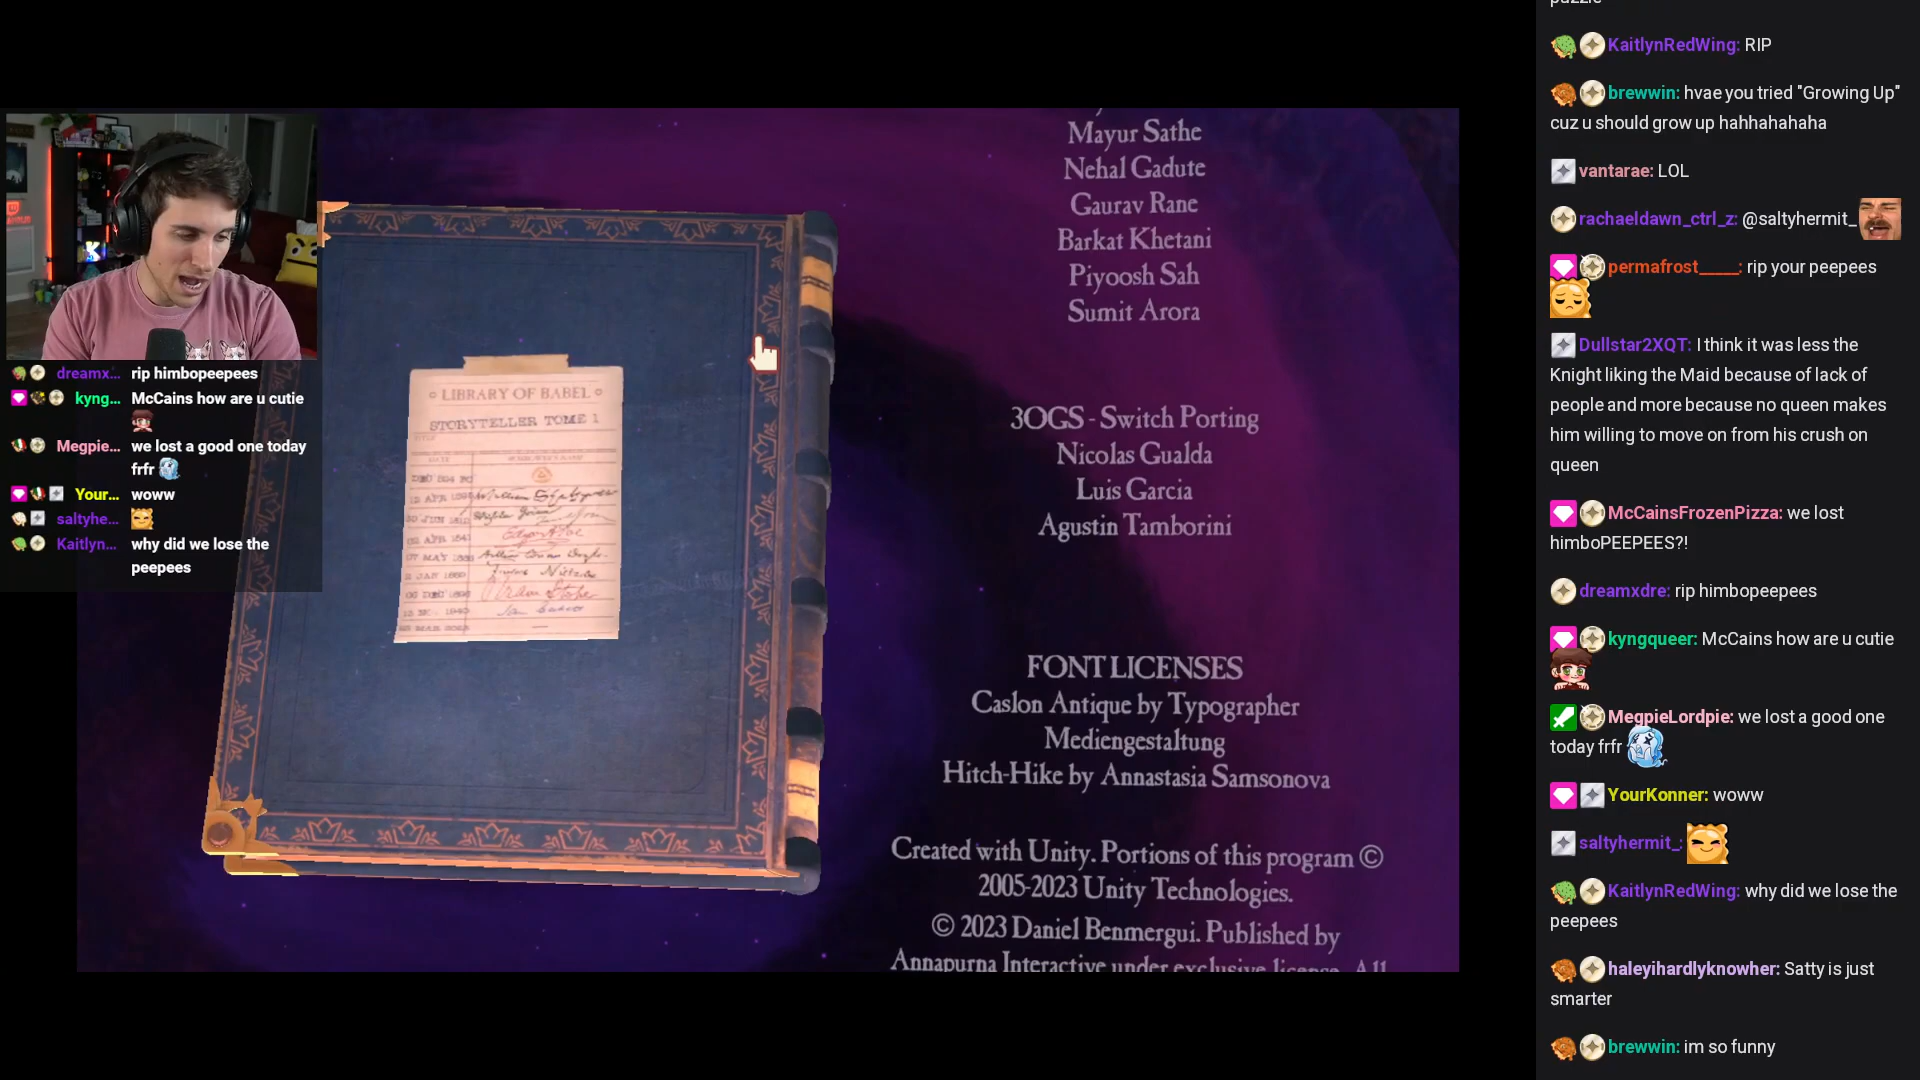 dreamx... rip himbopeepees
kyng... McCains how are u cutie
Megpie... we lost a good one today
frfr
Your... woww
saltyhe...
Kaitlyn... why did we lose the
peepees
LIBRARY OF BABEL
STORYTELLER TOME 1
Mayur Sathe
Nehal Gadute
Gaurav Rane
Barkat Khetani
Piyoosh Sah
Sumit Arora
3OGS - Switch Porting
Nicolas Gualda
Luis Garcia
Agustin Tamborini
FONT LICENSES
Caslon Antique by Typographer
Mediengestaltung
Hitch-Hike by Annastasia Samsonova
Created with Unity. Portions of this program ©
2005-2023 Unity Technologies.
© 2023 Daniel Benmergui. Published by
Annapurna Interactive under exclusive license. All
puzzle
KaitlynRedWing: RIP
brewwin: hvae you tried "Growing Up"
cuz u should grow up hahhahahaha
vantarae: LOL
rachaeldawn_ctrl_z: @saltyhermit_
permafrost_____: rip your peepees
Dullstar2XQT: I think it was less the
Knight liking the Maid because of lack of
people and more because no queen makes
him willing to move on from his crush on
queen
McCainsFrozenPizza: we lost
himboPEEPEES?!
dreamxdre: rip himbopeepees
kyngqueer: McCains how are u cutie
MegpieLordpie: we lost a good one
today frfr
YourKonner: woww
saltyhermit_:
KaitlynRedWing: why did we lose the
peepees
haleyihardlyknowher: Satty is just
smarter
brewwin: im so funny